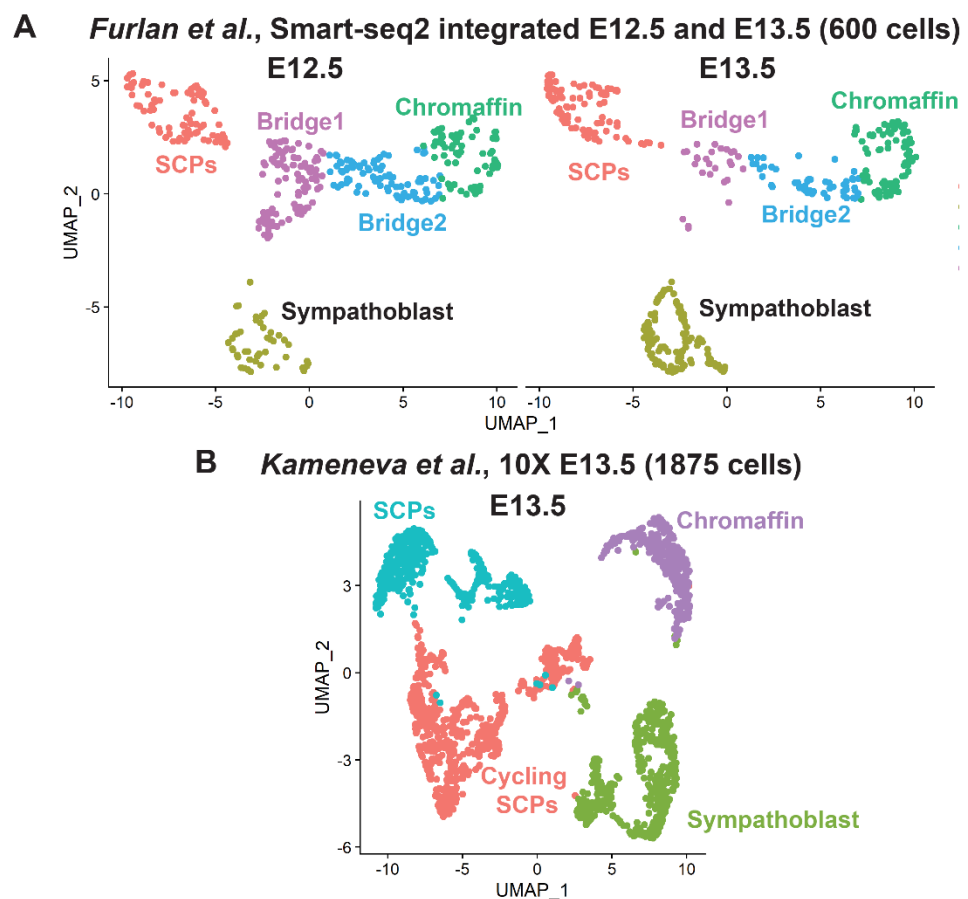 A Furlan et al., Smart-seq2 integrated E12.5 and E13.5 (600 cells)
E12.5 E13.5
Chromaffin Chromaffin
Bridge1 Bridge1
SCPs SCPs
Bridge2 Bridge2
Sympathoblast Sympathoblast
UMAP_2
5
0
-5
-10 -5 0 5 10 -10 -5 0 5 10
UMAP_1
B Kameneva et al., 10X E13.5 (1875 cells)
E13.5
SCPs Chromaffin
UMAP_2
3
0
-3
-6
Cycling
SCPs
Sympathoblast
-10 -5 0 5 10
UMAP_1